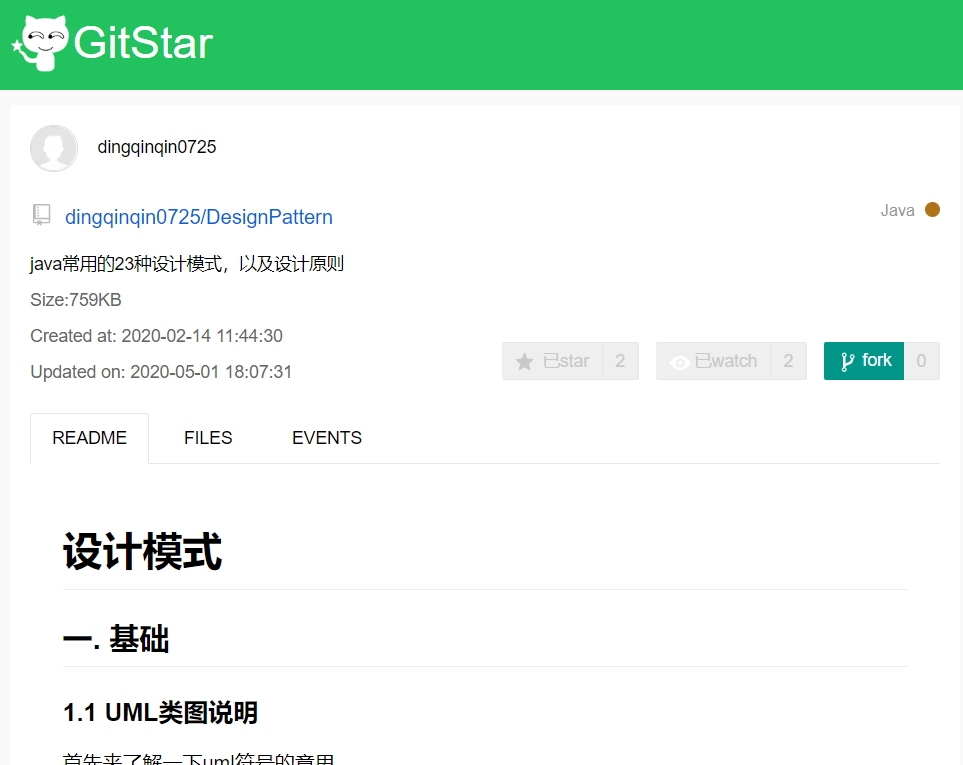 GitStar
dingqinqin0725
dingqinqin0725/DesignPattern
Java
java常用的23种设计模式，以及设计原则
Size:759KB
Created at: 2020-02-14 11:44:30
Updated on: 2020-05-01 18:07:31
已star 2 已watch 2 fork 0
README FILES EVENTS
设计模式
一. 基础
1.1 UML类图说明
首先来了解一下uml符号的意思